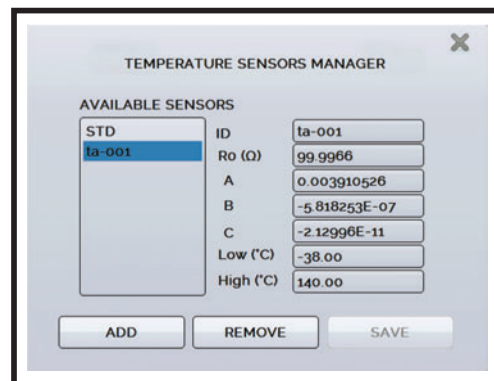 TEMPERATURE SENSORS MANAGER
AVAILABLE SENSORS
STD
ta-001
ID ta-001
Ro (Ω) 99.9966
A 0.003910526
B -5.818253E-07
C -2.12996E-11
Low (°C) -38.00
High (°C) 140.00
ADD REMOVE SAVE